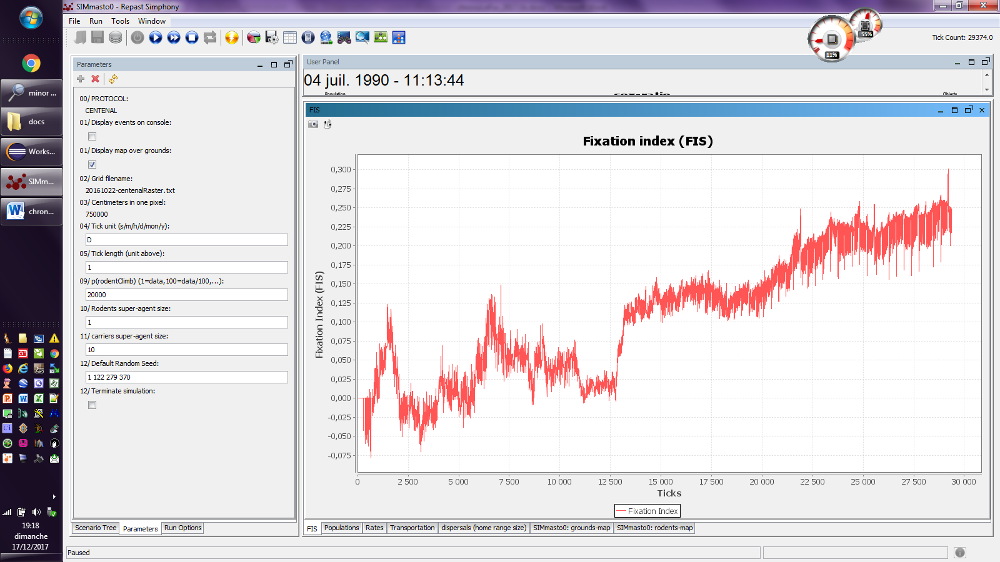 SIMmasto0 - Repast Simphony
File Run Tools Window
Tick Count: 29374.0
11%
55%
minor ...
docs
Works...
SIMm...
chron...
19:18
dimanche
17/12/2017
Parameters
00/ PROTOCOL:
CENTENAL
01/ Display events on console:
01/ Display map over grounds:
02/ Grid filename:
20161022-centenalRaster.txt
03/ Centimeters in one pixel:
750000
04/ Tick unit (s/m/h/d/mon/y):
D
05/ Tick length (unit above):
1
09/ p(rodentClimb) (1=data,100=data/100,...):
20000
10/ Rodents super-agent size:
1
11/ carriers super-agent size:
10
12/ Default Random Seed:
1 122 279 370
12/ Terminate simulation:
Scenario Tree Parameters Run Options
User Panel
04 juil. 1990 - 11:13:44
Population sex-ratio Objects
FIS
Fixation index (FIS)
Fixation Index (FIS)
0,300
0,275
0,250
0,225
0,200
0,175
0,150
0,125
0,100
0,075
0,050
0,025
0,000
-0,025
-0,050
-0,075
0 2 500 5 000 7 500 10 000 12 500 15 000 17 500 20 000 22 500 25 000 27 500 30 000
Ticks
Fixation Index
FIS Populations Rates Transportation dispersals (home range size) SIMmasto0: grounds-map SIMmasto0: rodents-map
Paused